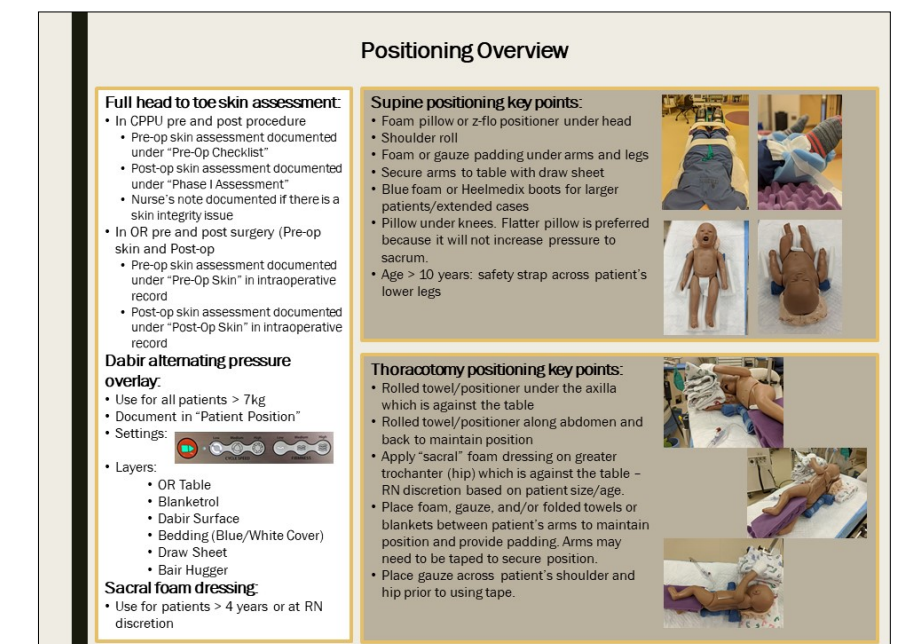 Positioning Overview
Full head to toe skin assessment:
• In CPPU pre and post procedure
• Pre-op skin assessment documented
under “Pre-Op Checklist”
• Post-op skin assessment documented
under “Phase I Assessment”
• Nurse’s note documented if there is a
skin integrity issue
• In OR pre and post surgery (Pre-op
skin and Post-op
• Pre-op skin assessment documented
under “Pre-Op Skin” in intraoperative
record
• Post-op skin assessment documented
under “Post-Op Skin” in intraoperative
record
Dabir alternating pressure
overlay:
• Use for all patients > 7kg
• Document in “Patient Position”
• Settings:
Low Medium High Low Medium High
CYCLE SPEED FIRMNESS
• Layers:
• OR Table
• Blanketrol
• Dabir Surface
• Bedding (Blue/White Cover)
• Draw Sheet
• Bair Hugger
Sacral foam dressing:
• Use for patients > 4 years or at RN
discretion
Supine positioning key points:
• Foam pillow or z-flo positioner under head
• Shoulder roll
• Foam or gauze padding under arms and legs
• Secure arms to table with draw sheet
• Blue foam or Heelmedix boots for larger
patients/extended cases
• Pillow under knees. Flatter pillow is preferred
because it will not increase pressure to
sacrum.
• Age > 10 years: safety strap across patient’s
lower legs
Thoracotomy positioning key points:
• Rolled towel/positioner under the axilla
which is against the table
• Rolled towel/positioner along abdomen and
back to maintain position
• Apply “sacral” foam dressing on greater
trochanter (hip) which is against the table –
RN discretion based on patient size/age.
• Place foam, gauze, and/or folded towels or
blankets between patient’s arms to maintain
position and provide padding. Arms may
need to be taped to secure position.
• Place gauze across patient’s shoulder and
hip prior to using tape.